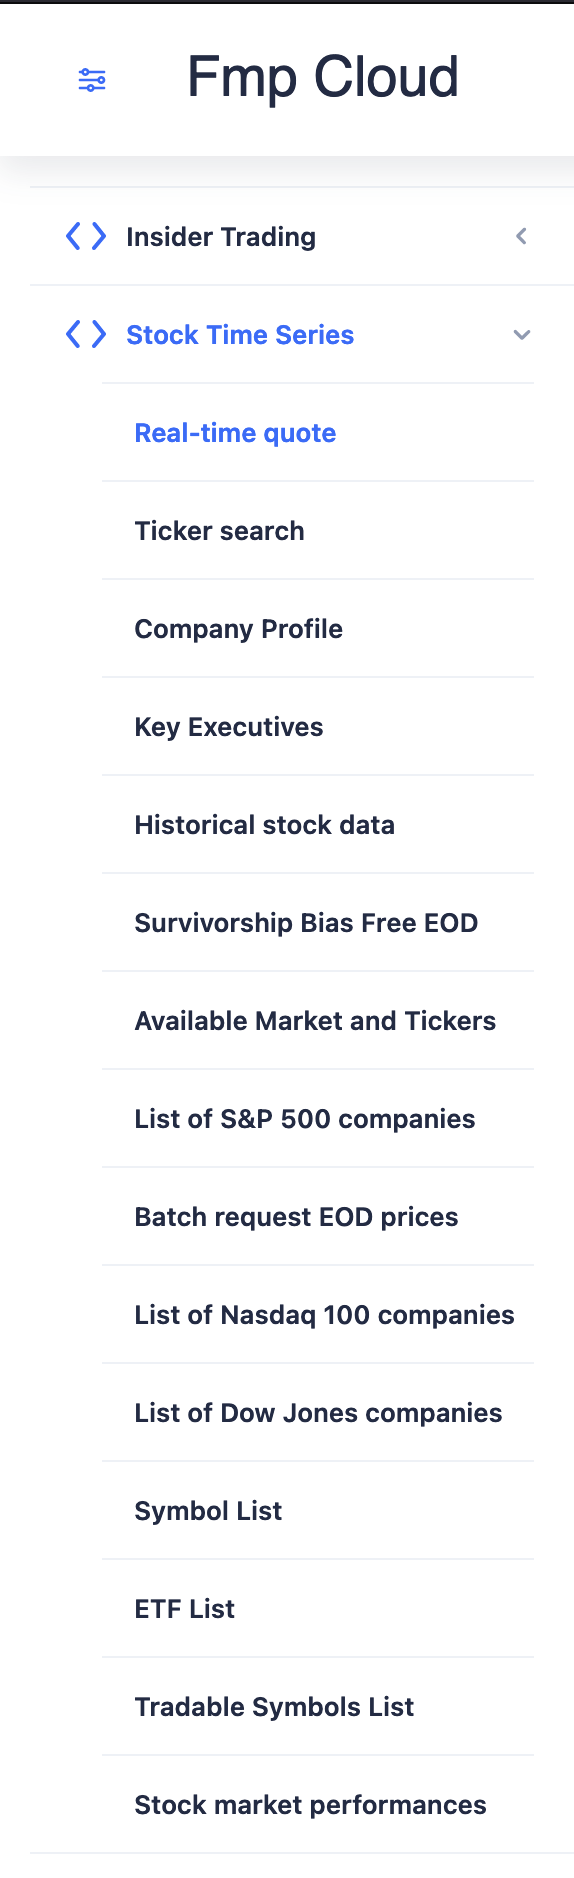 Fmp Cloud
Insider Trading
Stock Time Series
Real-time quote
Ticker search
Company Profile
Key Executives
Historical stock data
Survivorship Bias Free EOD
Available Market and Tickers
List of S&P 500 companies
Batch request EOD prices
List of Nasdaq 100 companies
List of Dow Jones companies
Symbol List
ETF List
Tradable Symbols List
Stock market performances